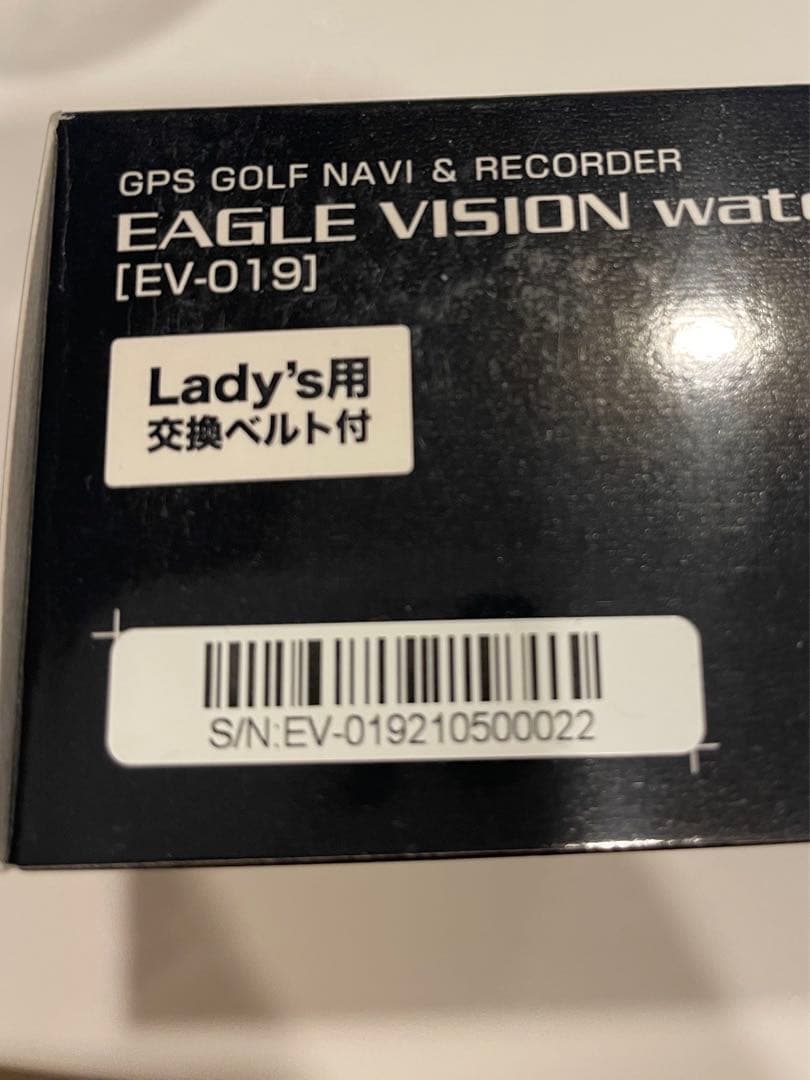 GPS GOLF NAVI & RECORDER
EAGLE VISION
[EV-019]
Lady's用
交換ベルト付
S/N:EV-019210500022